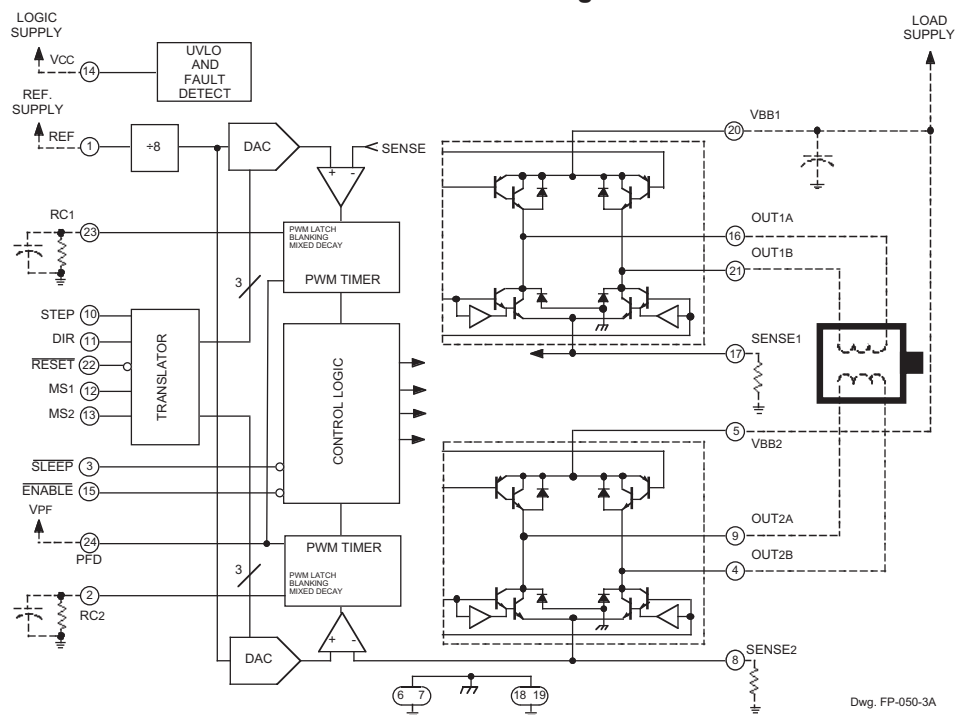 LOGIC
SUPPLY
VCC
14
UVLO
AND
FAULT
DETECT
REF.
SUPPLY
REF
1
÷8
DAC
+ -
SENSE
RC1
23
PWM LATCH
BLANKING
MIXED DECAY
PWM TIMER
3
STEP
10
DIR
11
RESET
22
MS1
12
MS2
13
TRANSLATOR
CONTROL LOGIC
SLEEP
3
ENABLE
15
VPF
24
PFD
PWM TIMER
PWM LATCH
BLANKING
MIXED DECAY
3
2
RC2
DAC
+ -
LOAD
SUPPLY
VBB1
20
OUT1A
16
OUT1B
21
SENSE1
17
5
VBB2
OUT2A
9
OUT2B
4
SENSE2
8
6 7
18 19
Dwg. FP-050-3A